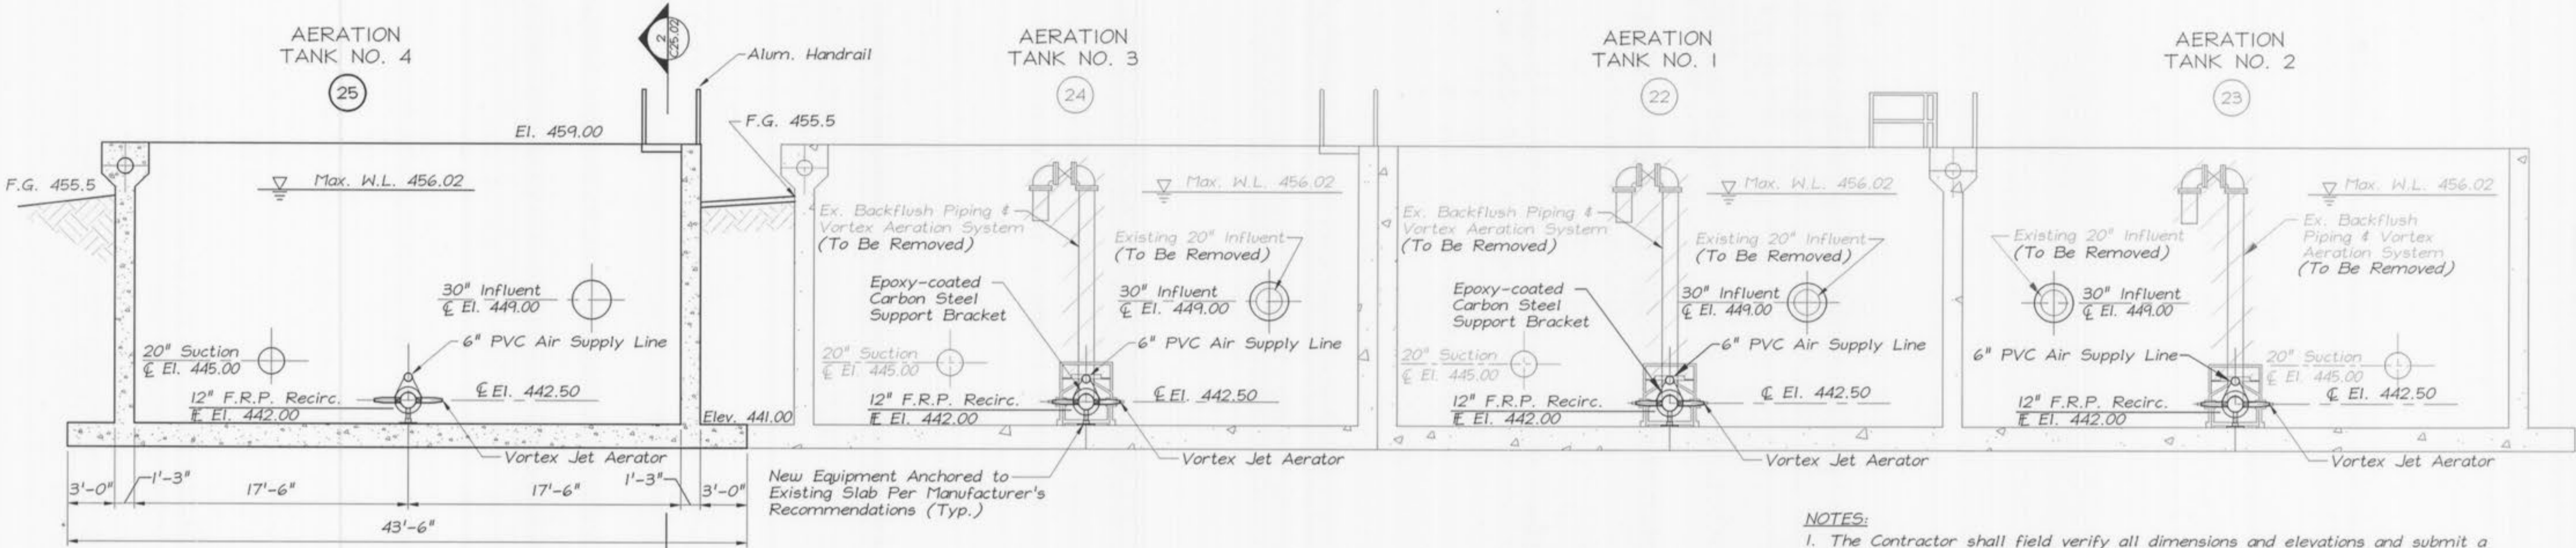 AERATION
TANK NO. 4
25
2
C25.02
Alum. Handrail
AERATION
TANK NO. 3
24
AERATION
TANK NO. 1
22
AERATION
TANK NO. 2
23
El. 459.00
F.G. 455.5
F.G. 455.5
Max. W.L. 456.02
30" Influent
℄ El. 449.00
20" Suction
℄ El. 445.00
6" PVC Air Supply Line
12" F.R.P. Recirc.
El. 442.00
℄ El. 442.50
Elev. 441.00
Vortex Jet Aerator
3'-0"
1'-3"
17'-6"
17'-6"
1'-3"
3'-0"
43'-6"
Max. W.L. 456.02
Ex. Backflush Piping &
Vortex Aeration System
(To Be Removed)
Existing 20" Influent
(To Be Removed)
Epoxy-coated
Carbon Steel
Support Bracket
30" Influent
℄ El. 449.00
20" Suction
℄ El. 445.00
6" PVC Air Supply Line
12" F.R.P. Recirc.
El. 442.00
℄ El. 442.50
Vortex Jet Aerator
New Equipment Anchored to
Existing Slab Per Manufacturer's
Recommendations (Typ.)
Max. W.L. 456.02
Ex. Backflush Piping &
Vortex Aeration System
(To Be Removed)
Existing 20" Influent
(To Be Removed)
Epoxy-coated
Carbon Steel
Support Bracket
30" Influent
℄ El. 449.00
20" Suction
℄ El. 445.00
6" PVC Air Supply Line
12" F.R.P. Recirc.
El. 442.00
℄ El. 442.50
Vortex Jet Aerator
Max. W.L. 456.02
Existing 20" Influent
(To Be Removed)
Ex. Backflush
Piping & Vortex
Aeration System
(To Be Removed)
30" Influent
℄ El. 449.00
6" PVC Air Supply Line
20" Suction
℄ El. 445.00
12" F.R.P. Recirc.
El. 442.00
℄ El. 442.50
Vortex Jet Aerator
NOTES:
1. The Contractor shall field verify all dimensions and elevations and submit a